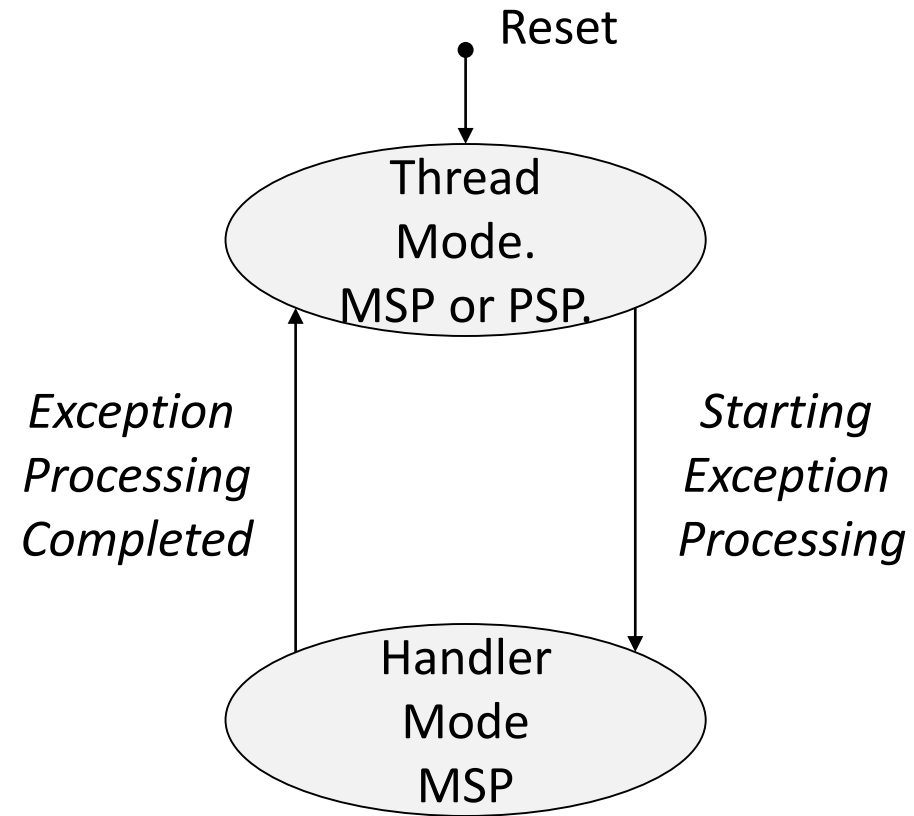 Reset
Thread
Mode.
MSP or PSP.
Exception
Processing
Completed
Starting
Exception
Processing
Handler
Mode
MSP